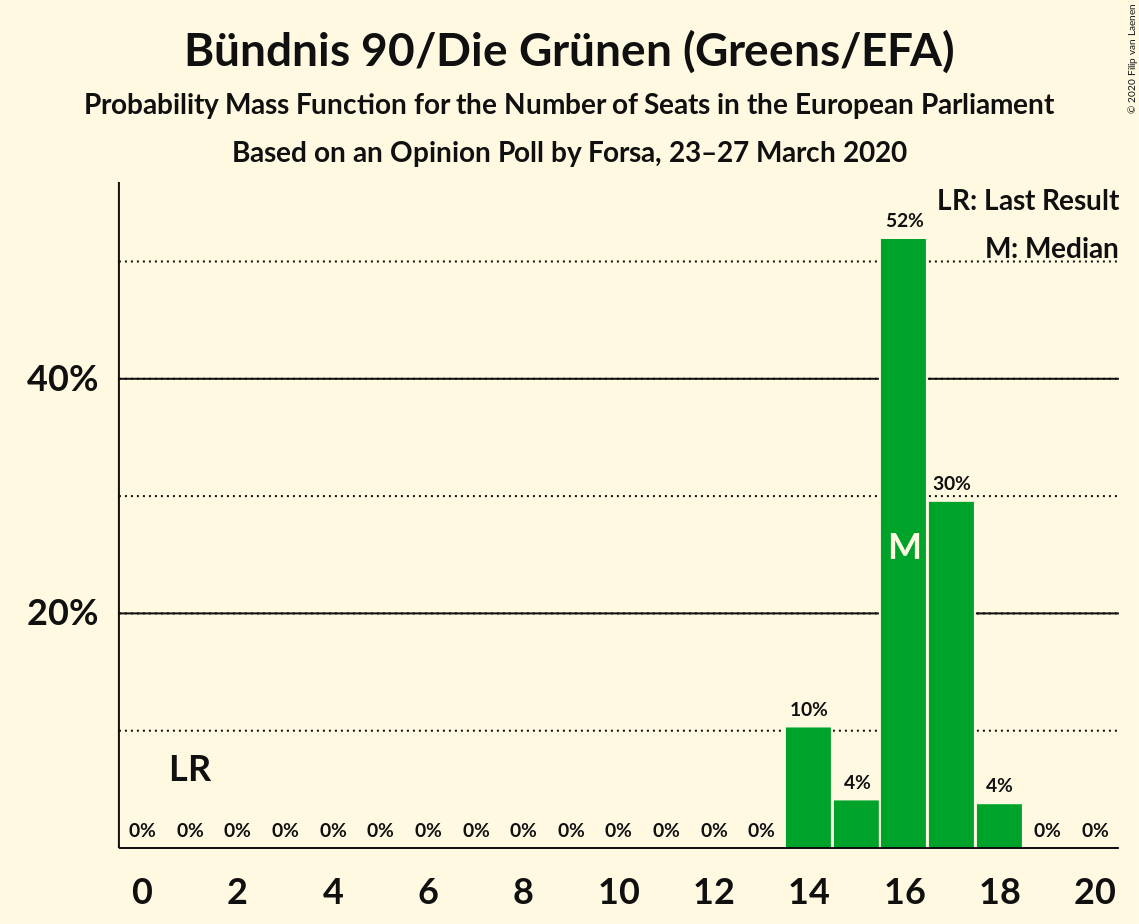 Bündnis 90/Die Grünen (Greens/EFA)
Probability Mass Function for the Number of Seats in the European Parliament
Based on an Opinion Poll by Forsa, 23–27 March 2020
© 2020 Filip van Laenen
LR: Last Result
M: Median
52%
40%
30%
M
20%
10%
LR
4%
4%
0% 0% 0% 0% 0% 0% 0% 0% 0% 0% 0% 0% 0% 0% 0% 0%
0 2 4 6 8 10 12 14 16 18 20